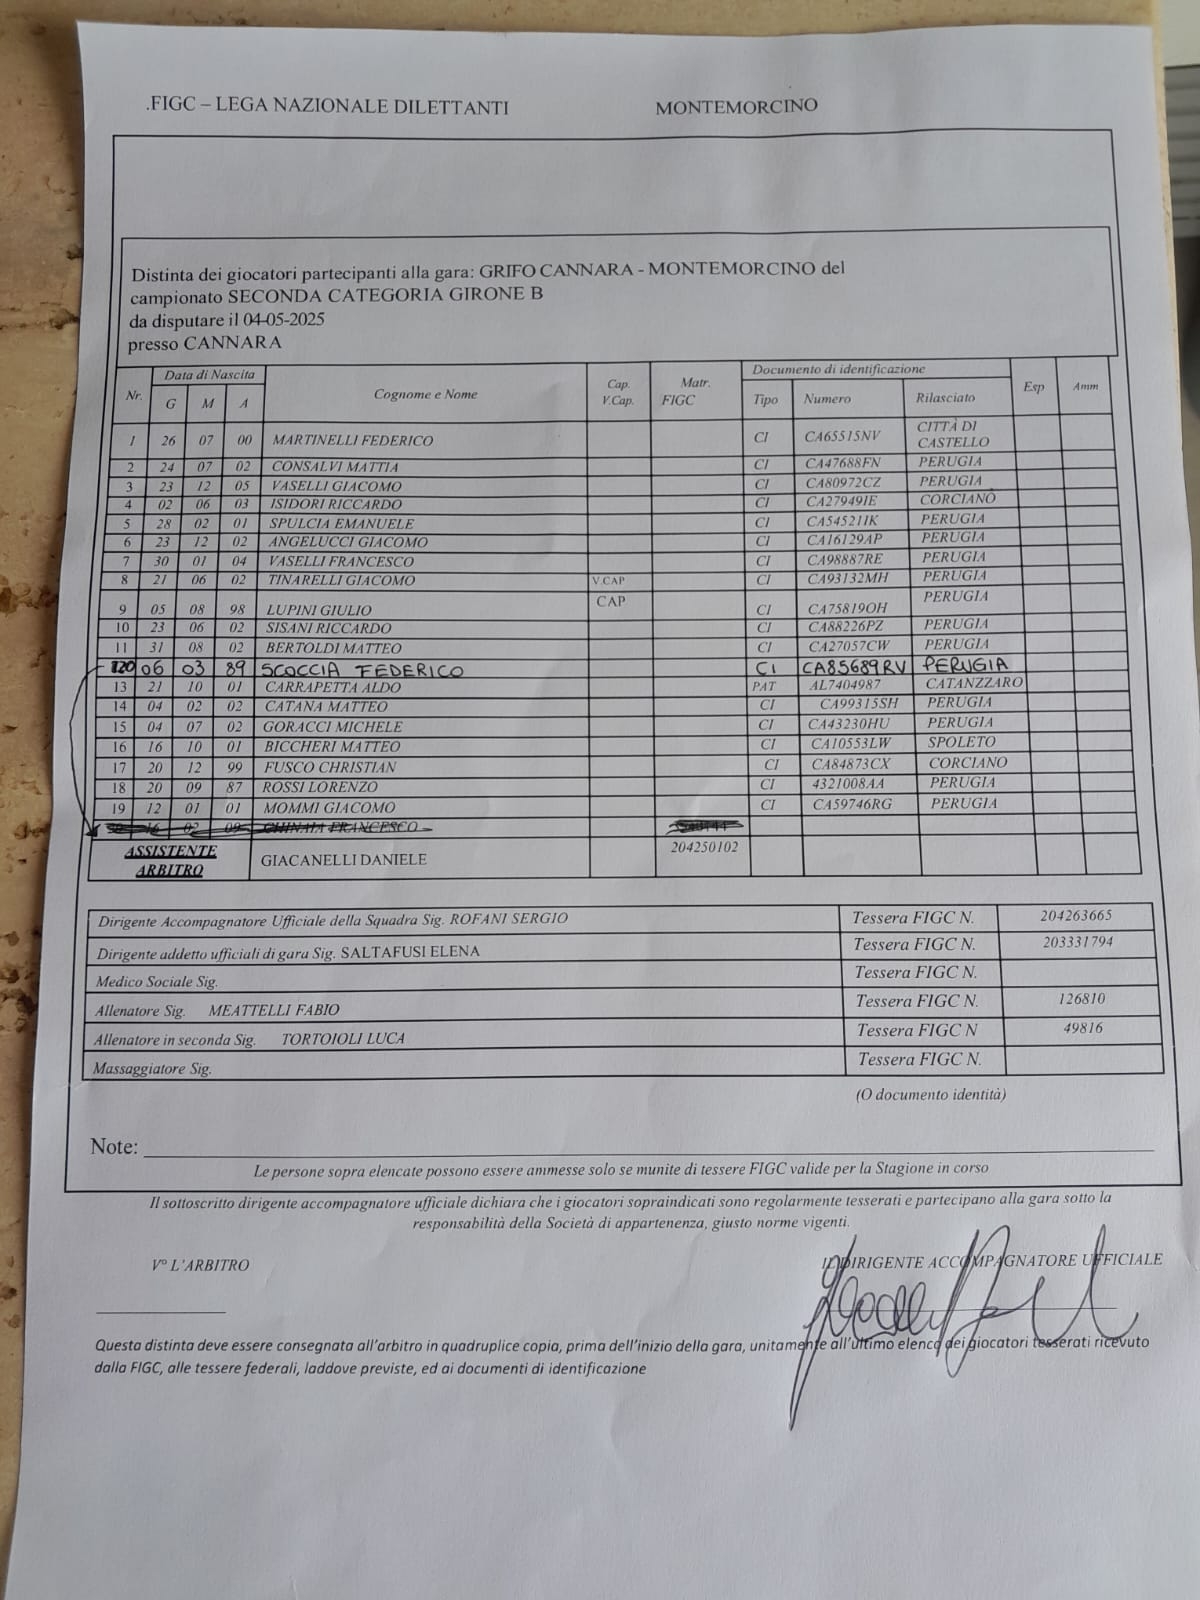 .FIGC – LEGA NAZIONALE DILETTANTI MONTEMORCINO
Distinta dei giocatori partecipanti alla gara: GRIFO CANNARA - MONTEMORCINO del
campionato SECONDA CATEGORIA GIRONE B
da disputare il 04-05-2025
presso CANNARA
Nr. Data di Nascita Cognome e Nome Cap. V.Cap. Matr. FIGC Documento di identificazione Esp Amm
G M A Tipo Numero Rilasciato
1 26 07 00 MARTINELLI FEDERICO CI CA65515NV CITTÀ DI CASTELLO
2 24 07 02 CONSALVI MATTIA CI CA47688FN PERUGIA
3 23 12 05 VASELLI GIACOMO CI CA80972CZ PERUGIA
4 02 06 03 ISIDORI RICCARDO CI CA27949IE CORCIANO
5 28 02 01 SPULCIA EMANUELE CI CA54521IK PERUGIA
6 23 12 02 ANGELUCCI GIACOMO CI CA16129AP PERUGIA
7 30 01 04 VASELLI FRANCESCO CI CA98887RE PERUGIA
8 21 06 02 TINARELLI GIACOMO V.CAP CI CA93132MH PERUGIA
9 05 08 98 LUPINI GIULIO CAP CI CA75819OH PERUGIA
10 23 06 02 SISANI RICCARDO CI CA88226PZ PERUGIA
11 31 08 02 BERTOLDI MATTEO CI CA27057CW PERUGIA
20 06 03 89 SCOCCIA FEDERICO CI CA85689RV PERUGIA
13 21 10 01 CARRAPETTA ALDO PAT AL7404987 CATANZZARO
14 04 02 02 CATANA MATTEO CI CA99315SH PERUGIA
15 04 07 02 GORACCI MICHELE CI CA43230HU PERUGIA
16 16 10 01 BICCHERI MATTEO CI CA10553LW SPOLETO
17 20 12 99 FUSCO CHRISTIAN CI CA84873CX CORCIANO
18 20 09 87 ROSSI LORENZO CI 4321008AA PERUGIA
19 12 01 01 MOMMI GIACOMO CI CA59746RG PERUGIA
16 02 FRANCESCO
ASSISTENTE ARBITRO GIACANELLI DANIELE 204250102
Dirigente Accompagnatore Ufficiale della Squadra Sig. ROFANI SERGIO Tessera FIGC N. 204263665
Dirigente addetto ufficiali di gara Sig. SALTAFUSI ELENA Tessera FIGC N. 203331794
Medico Sociale Sig. Tessera FIGC N.
Allenatore Sig. MEATTELLI FABIO Tessera FIGC N. 126810
Allenatore in seconda Sig. TORTOIOLI LUCA Tessera FIGC N 49816
Massaggiatore Sig. Tessera FIGC N.
(O documento identità)
Note:
Le persone sopra elencate possono essere ammesse solo se munite di tessere FIGC valide per la Stagione in corso
Il sottoscritto dirigente accompagnatore ufficiale dichiara che i giocatori sopraindicati sono regolarmente tesserati e partecipano alla gara sotto la
responsabilità della Società di appartenenza, giusto norme vigenti.
V° L'ARBITRO IL DIRIGENTE ACCOMPAGNATORE UFFICIALE
Questa distinta deve essere consegnata all'arbitro in quadruplice copia, prima dell'inizio della gara, unitamente all'ultimo elenco dei giocatori tesserati ricevuto
dalla FIGC, alle tessere federali, laddove previste, ed ai documenti di identificazione